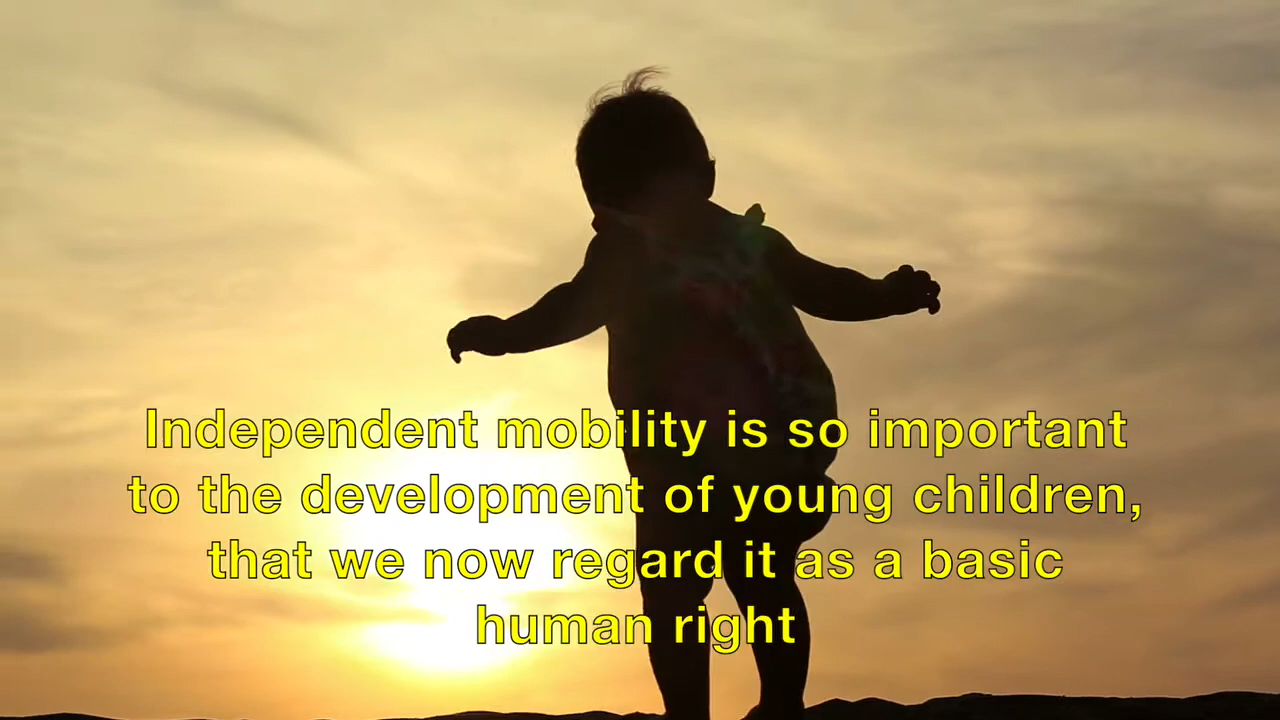 Independent mobility is so important
to the development of young children,
that we now regard it as a basic
human right